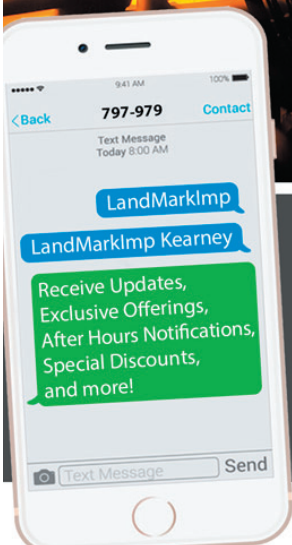 9:41 AM
100%
<Back
797-979
Contact
Text Message
Today 8:00 AM
LandMarkImp
LandMarkImp Kearney
Receive Updates,
Exclusive Offerings,
After Hours Notifications,
Special Discounts,
and more!
Text Message
Send